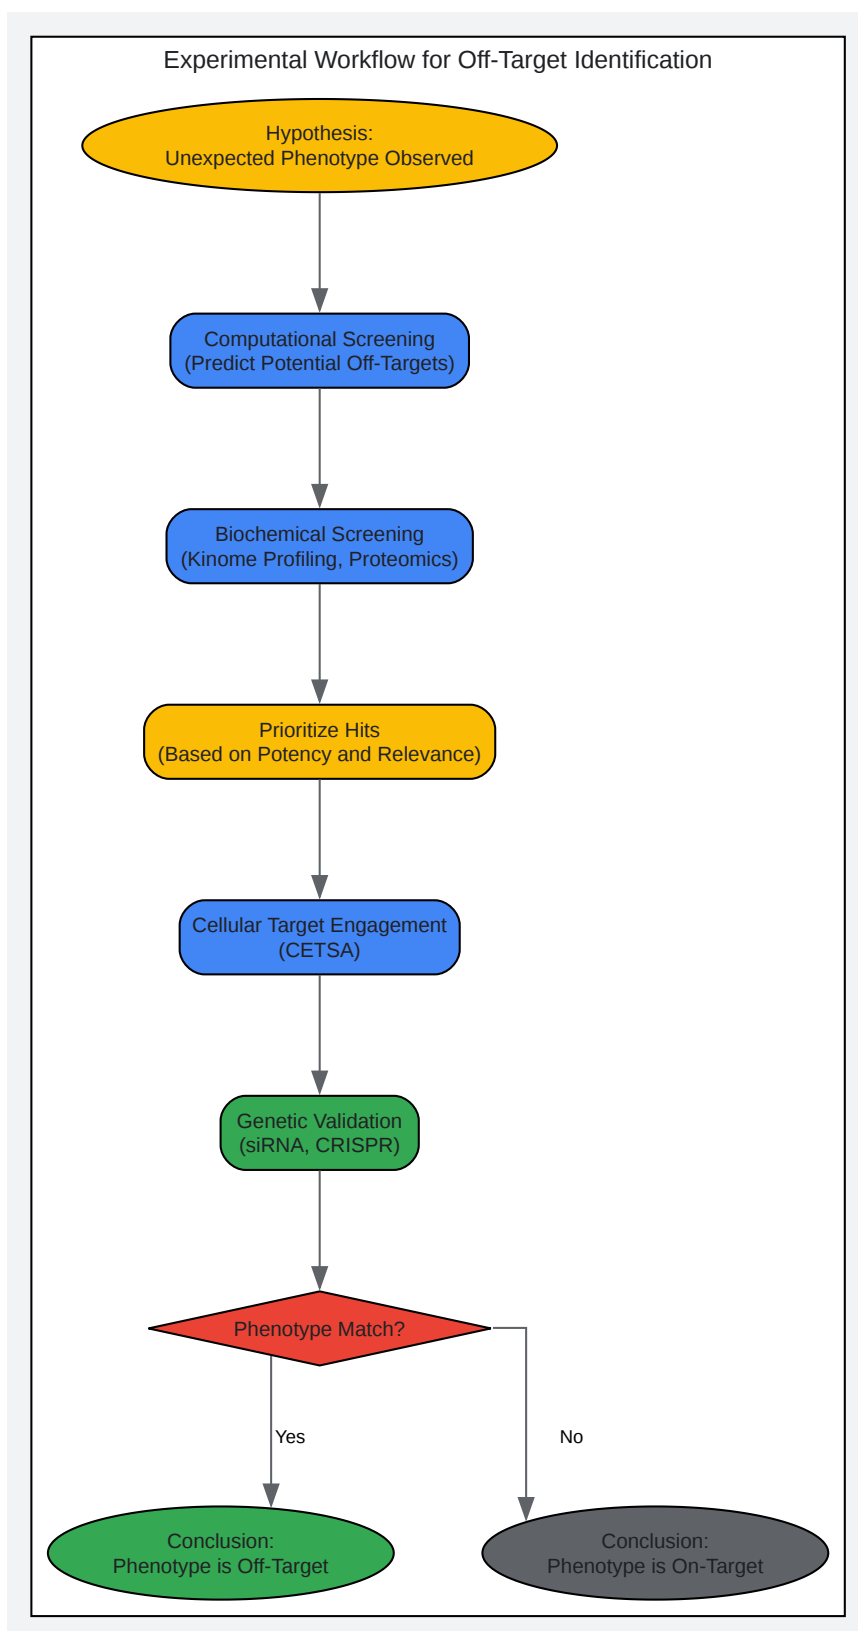 Experimental Workflow for Off-Target Identification
Hypothesis:
Unexpected Phenotype Observed
Computational Screening
(Predict Potential Off-Targets)
Biochemical Screening
(Kinome Profiling, Proteomics)
Prioritize Hits
(Based on Potency and Relevance)
Cellular Target Engagement
(CETSA)
Genetic Validation
(siRNA, CRISPR)
Phenotype Match?
Yes
No
Conclusion:
Phenotype is Off-Target
Conclusion:
Phenotype is On-Target